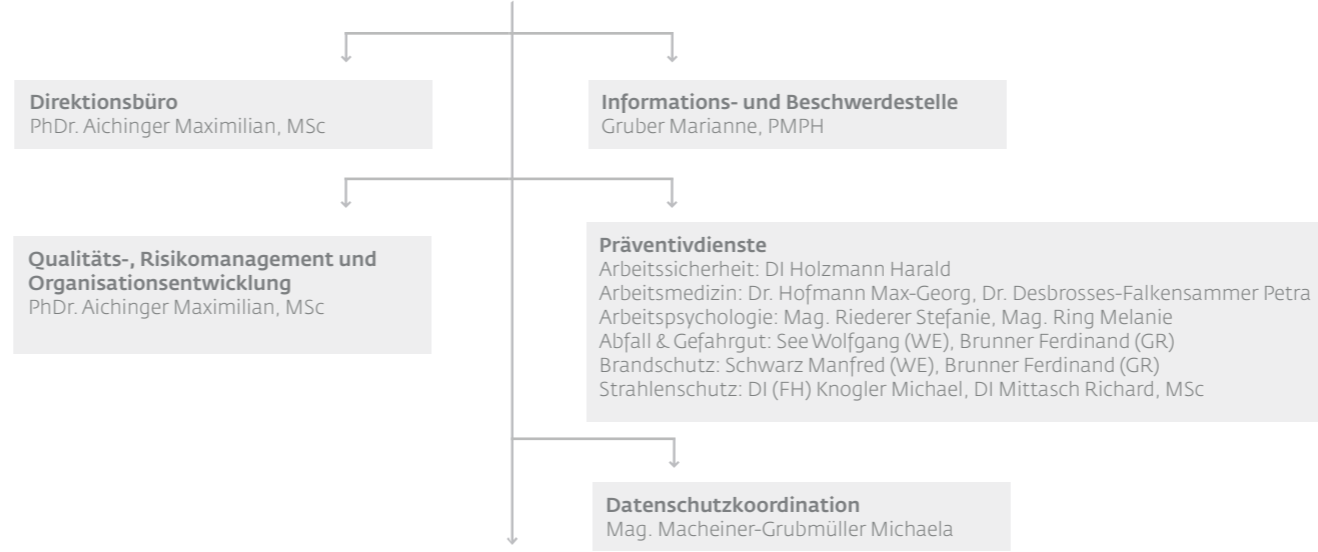 Direktionsbüro
PhDr. Aichinger Maximilian, MSc
Informations- und Beschwerdestelle
Gruber Marianne, PMPH
Qualitäts-, Risikomanagement und
Organisationsentwicklung
PhDr. Aichinger Maximilian, MSc
Präventivdienste
Arbeitssicherheit: DI Holzmann Harald
Arbeitsmedizin: Dr. Hofmann Max-Georg, Dr. Desbrosses-Falkensammer Petra
Arbeitspsychologie: Mag. Riederer Stefanie, Mag. Ring Melanie
Abfall & Gefahrgut: See Wolfgang (WE), Brunner Ferdinand (GR)
Brandschutz: Schwarz Manfred (WE), Brunner Ferdinand (GR)
Strahlenschutz: DI (FH) Knogler Michael, DI Mittasch Richard, MSc
Datenschutzkoordination
Mag. Macheiner-Grubmüller Michaela